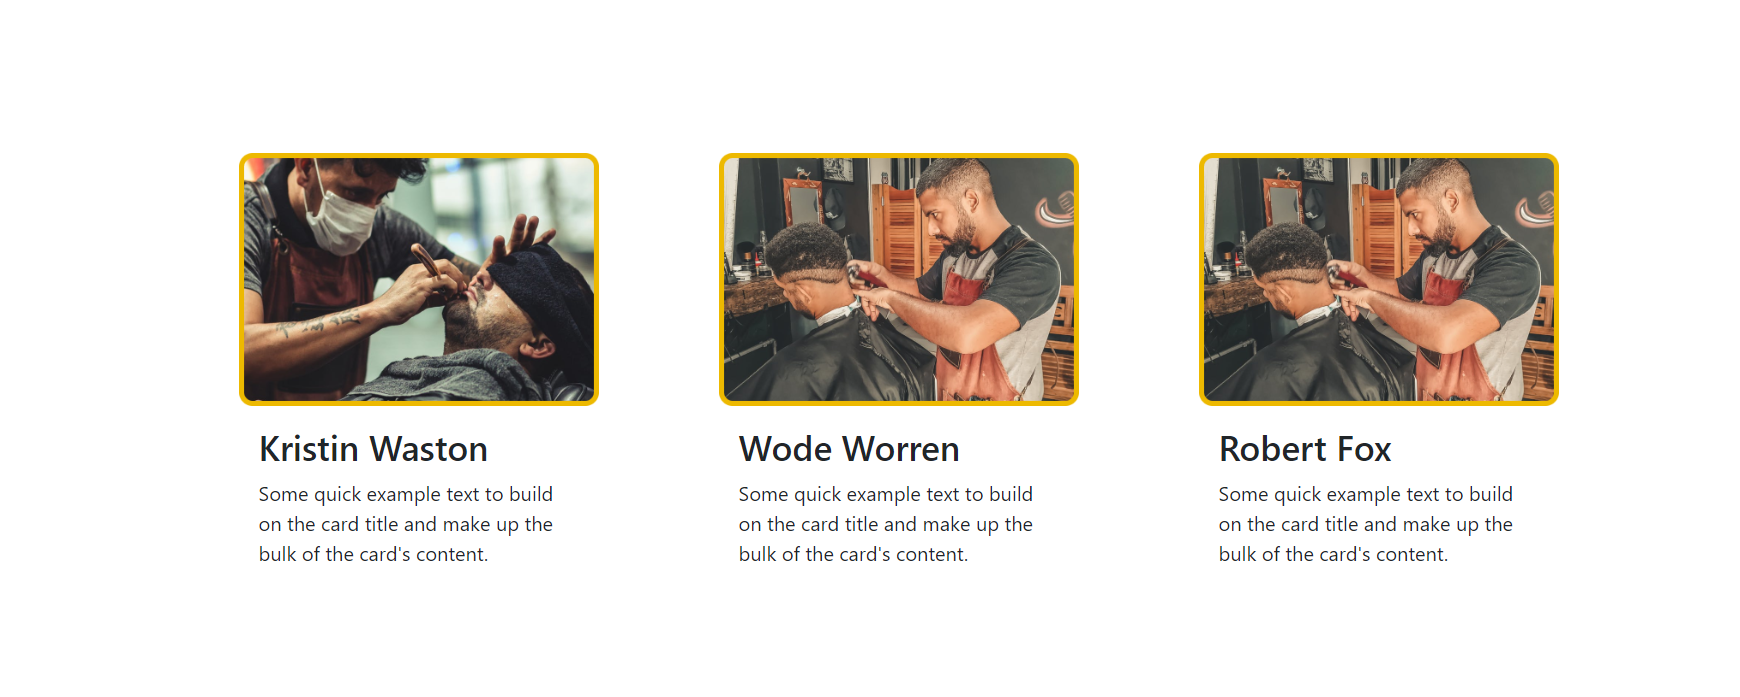 Kristin Waston
Some quick example text to build
on the card title and make up the
bulk of the card's content.
Wode Worren
Some quick example text to build
on the card title and make up the
bulk of the card's content.
Robert Fox
Some quick example text to build
on the card title and make up the
bulk of the card's content.